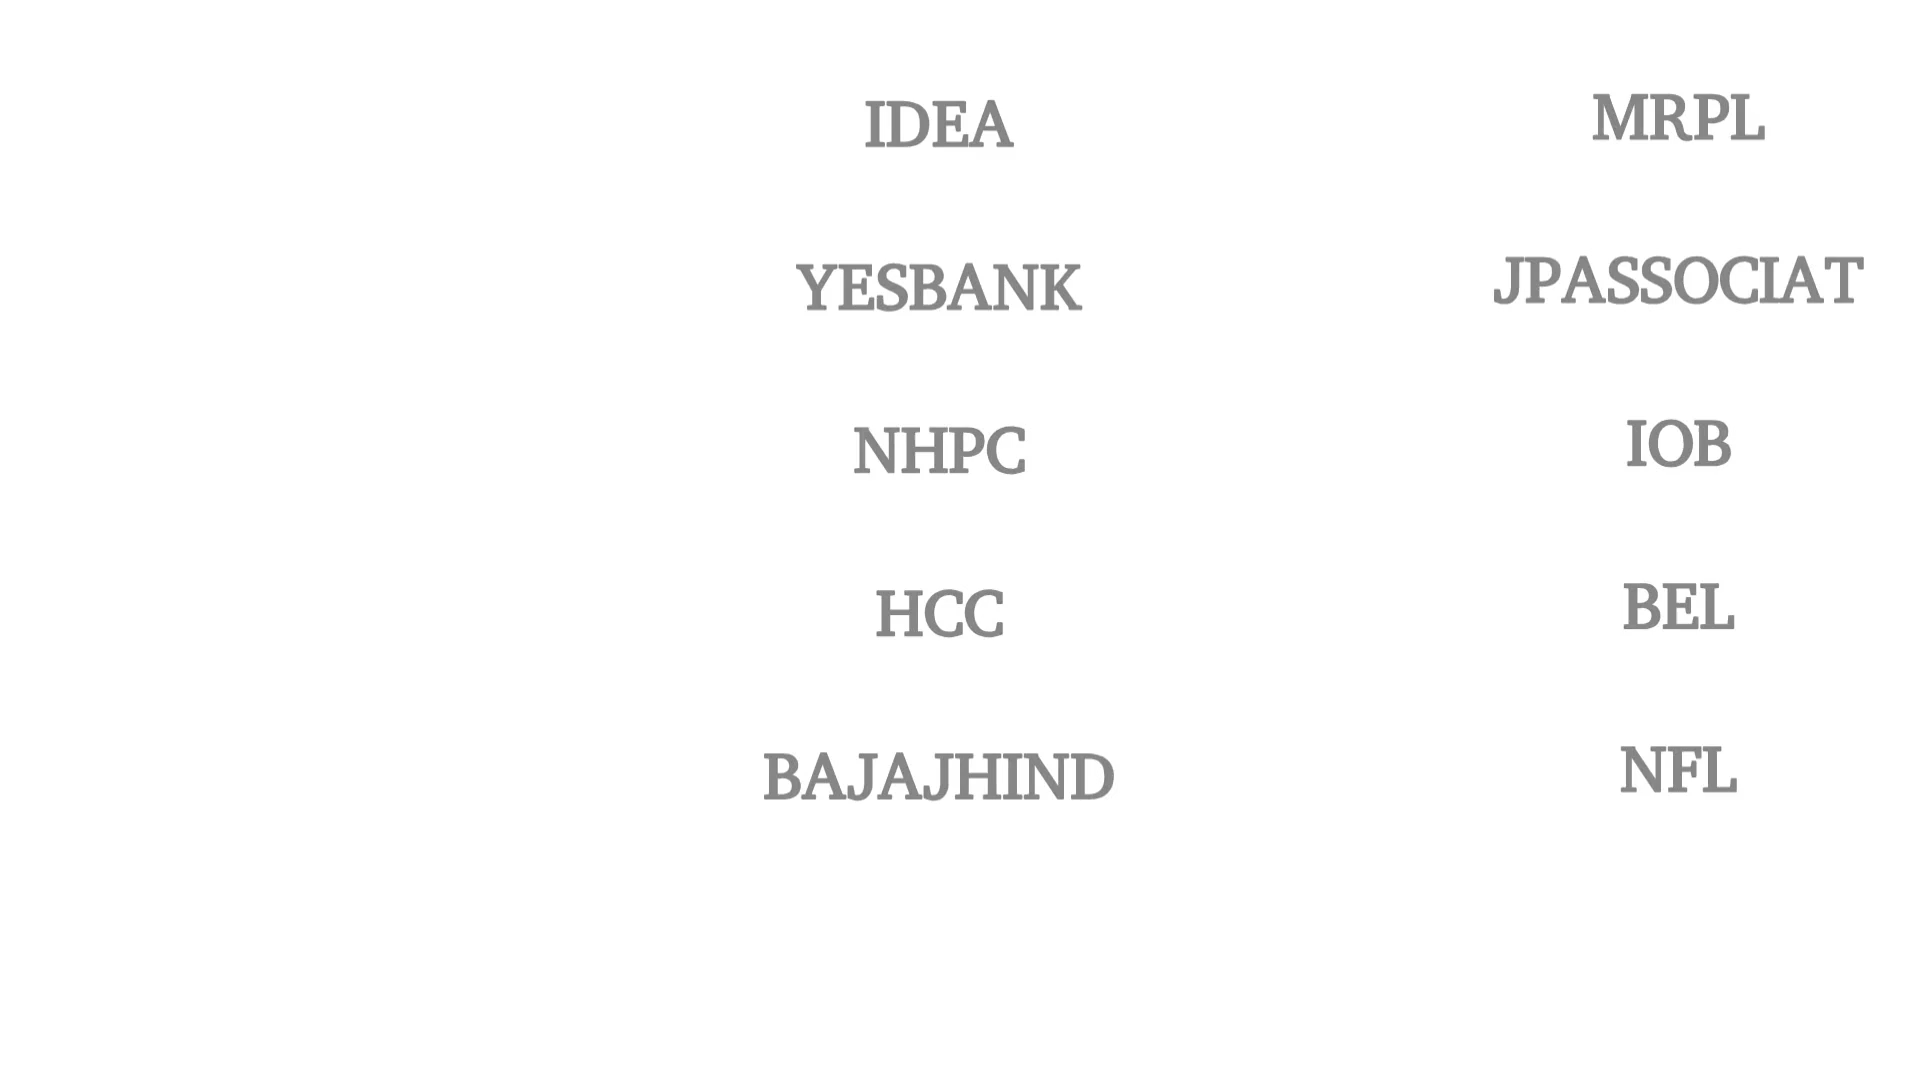 IDEA
YESBANK
NHPC
HCC
BAJAJHIND
MRPL
JPASSOCIAT
IOB
BEL
NFL